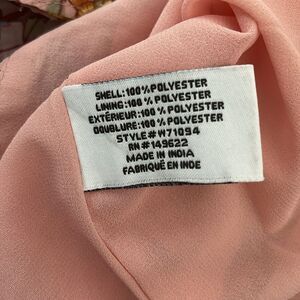 SHELL: 100% POLYESTER
LINING: 100% POLYESTER
EXTÉRIEUR: 100% POLYESTER
DOUBLURE: 100% POLYESTER
STYLE# W71094
RN# 149622
MADE IN INDIA
FABRIQUÉ EN INDE